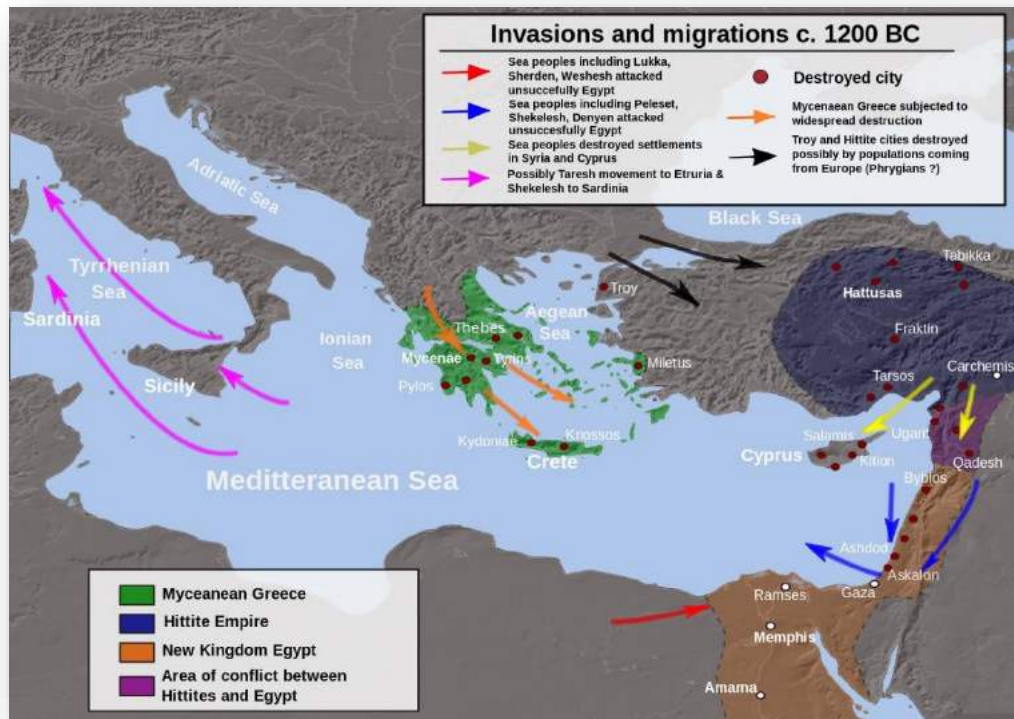 Invasions and migrations c. 1200 BC
Sea peoples including Lukka,
Sherden, Weshesh attacked
unsuccefully Egypt
Sea peoples including Peleset,
Shekelesh, Denyen attacked
unsuccesfully Egypt
Sea peoples destroyed settlements
in Syria and Cyprus
Possibly Taresh movement to Etruria &
Shekelesh to Sardinia
Destroyed city
Mycenaean Greece subjected to
widespread destruction
Troy and Hittite cities destroyed
possibly by populations coming
from Europe (Phrygians ?)
Adriatic Sea
Black Sea
Tyrrhenian
Sea
Sardinia
Ionian
Sea
Sicily
Aegean
Sea
Troy
Thebes
Mycenae
Tyrins
Pylos
Miletus
Kydoniae
Knossos
Crete
Tabikka
Hattusas
Fraktin
Carchemis
Tarsos
Salamis
Ugarit
Cyprus
Kition
Qadesh
Byblos
Meditteranean Sea
Ashdod
Askalon
Gaza
Ramses
Memphis
Amarna
Myceanean Greece
Hittite Empire
New Kingdom Egypt
Area of conflict between
Hittites and Egypt